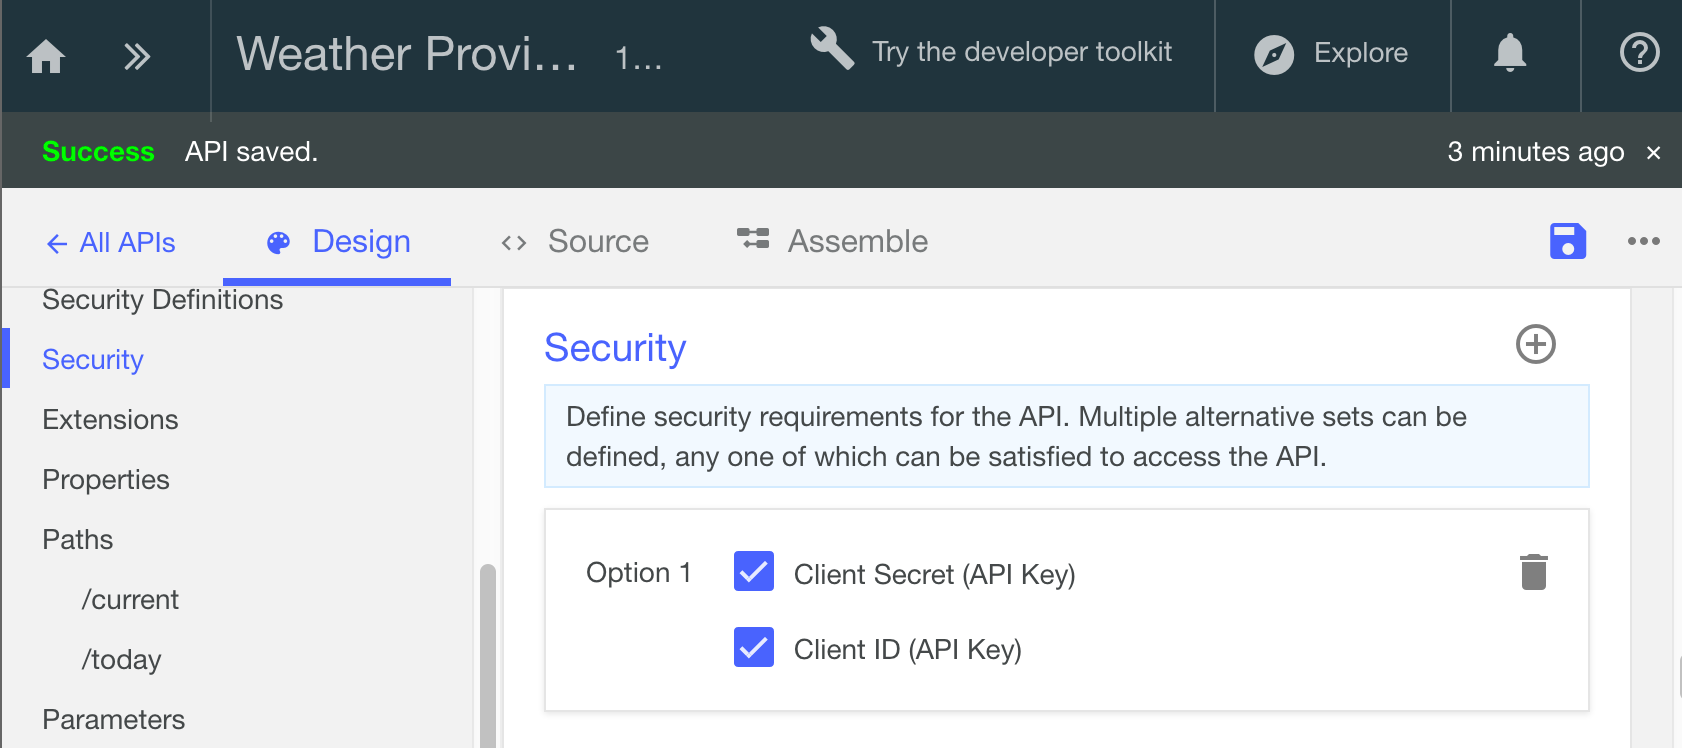 Weather Provi... 1...
Try the developer toolkit
Explore
Success API saved.
3 minutes ago ×
← All APIs
Design
<> Source
Assemble
Security Definitions
Security
Extensions
Properties
Paths
/current
/today
Parameters
Security
Define security requirements for the API. Multiple alternative sets can be
defined, any one of which can be satisfied to access the API.
Option 1
Client Secret (API Key)
Client ID (API Key)